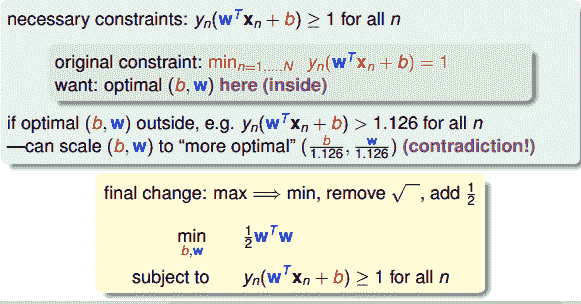 necessary constraints: yₙ(wᵀxₙ + b) ≥ 1 for all n
original constraint: minₙ₌₁,...,N yₙ(wᵀxₙ + b) = 1
want: optimal (b, w) here (inside)
if optimal (b, w) outside, e.g. yₙ(wᵀxₙ + b) > 1.126 for all n
—can scale (b, w) to “more optimal” (b/1.126, w/1.126) (contradiction!)
final change: max ⟹ min, remove √ , add 1/2
min b,w 1/2 wᵀw
subject to yₙ(wᵀxₙ + b) ≥ 1 for all n